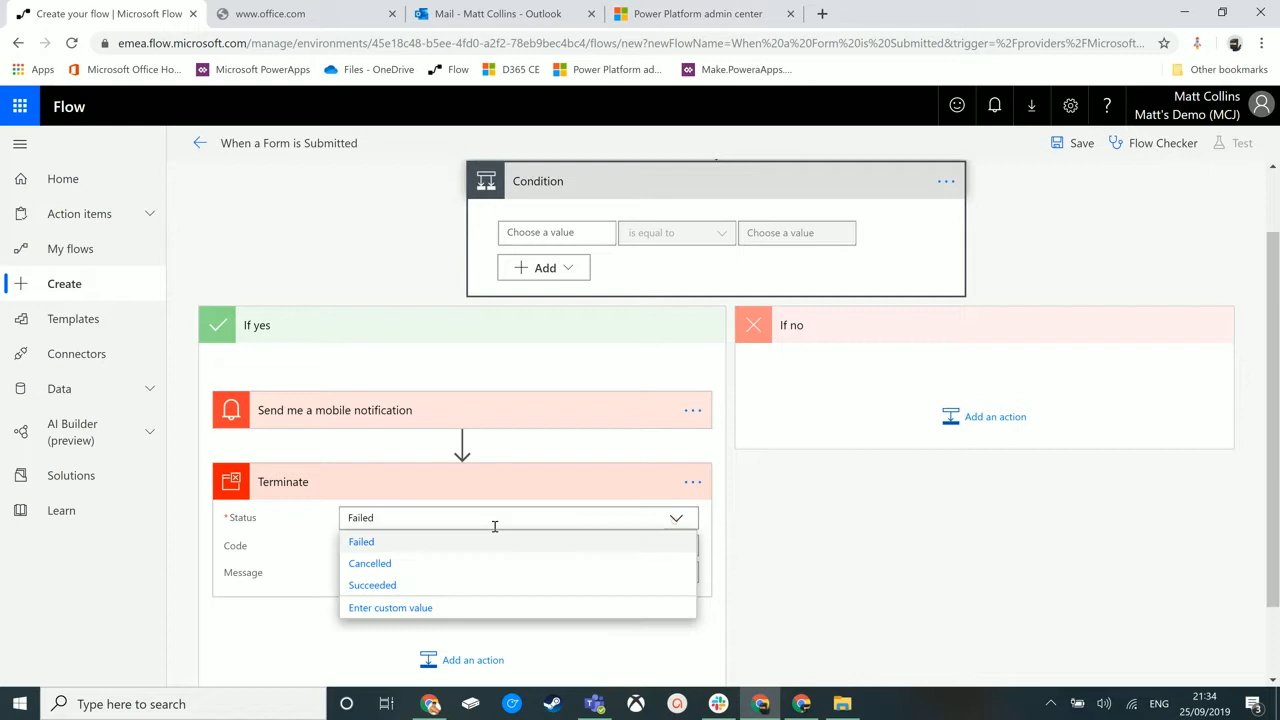 Create your flow | Microsoft Flow
www.office.com
Mail - Matt Collins - Outlook
Power Platform admin center
emea.flow.microsoft.com/manage/environments/45e18c48-b5ee-4fd0-a2f2-78eb9bec4bc4/flows/new?newFlowName=When%20a%20Form%20is%20Submitted&trigger=%2Fproviders%2FMicrosoft...
Apps
Microsoft Office Ho...
Microsoft PowerApps
Files - OneDrive
Flow
D365 CE
Power Platform ad...
Make.PoweraApps....
Other bookmarks
Flow
Matt Collins
Matt's Demo (MCJ)
When a Form is Submitted
Save
Flow Checker
Test
Home
Action items
My flows
Create
Templates
Connectors
Data
AI Builder
(preview)
Solutions
Learn
Condition
Choose a value
is equal to
Choose a value
Add
If yes
If no
Send me a mobile notification
Add an action
Terminate
* Status
Failed
Code
Message
Failed
Cancelled
Succeeded
Enter custom value
Add an action
Type here to search
ENG
21:34
25/09/2019
3